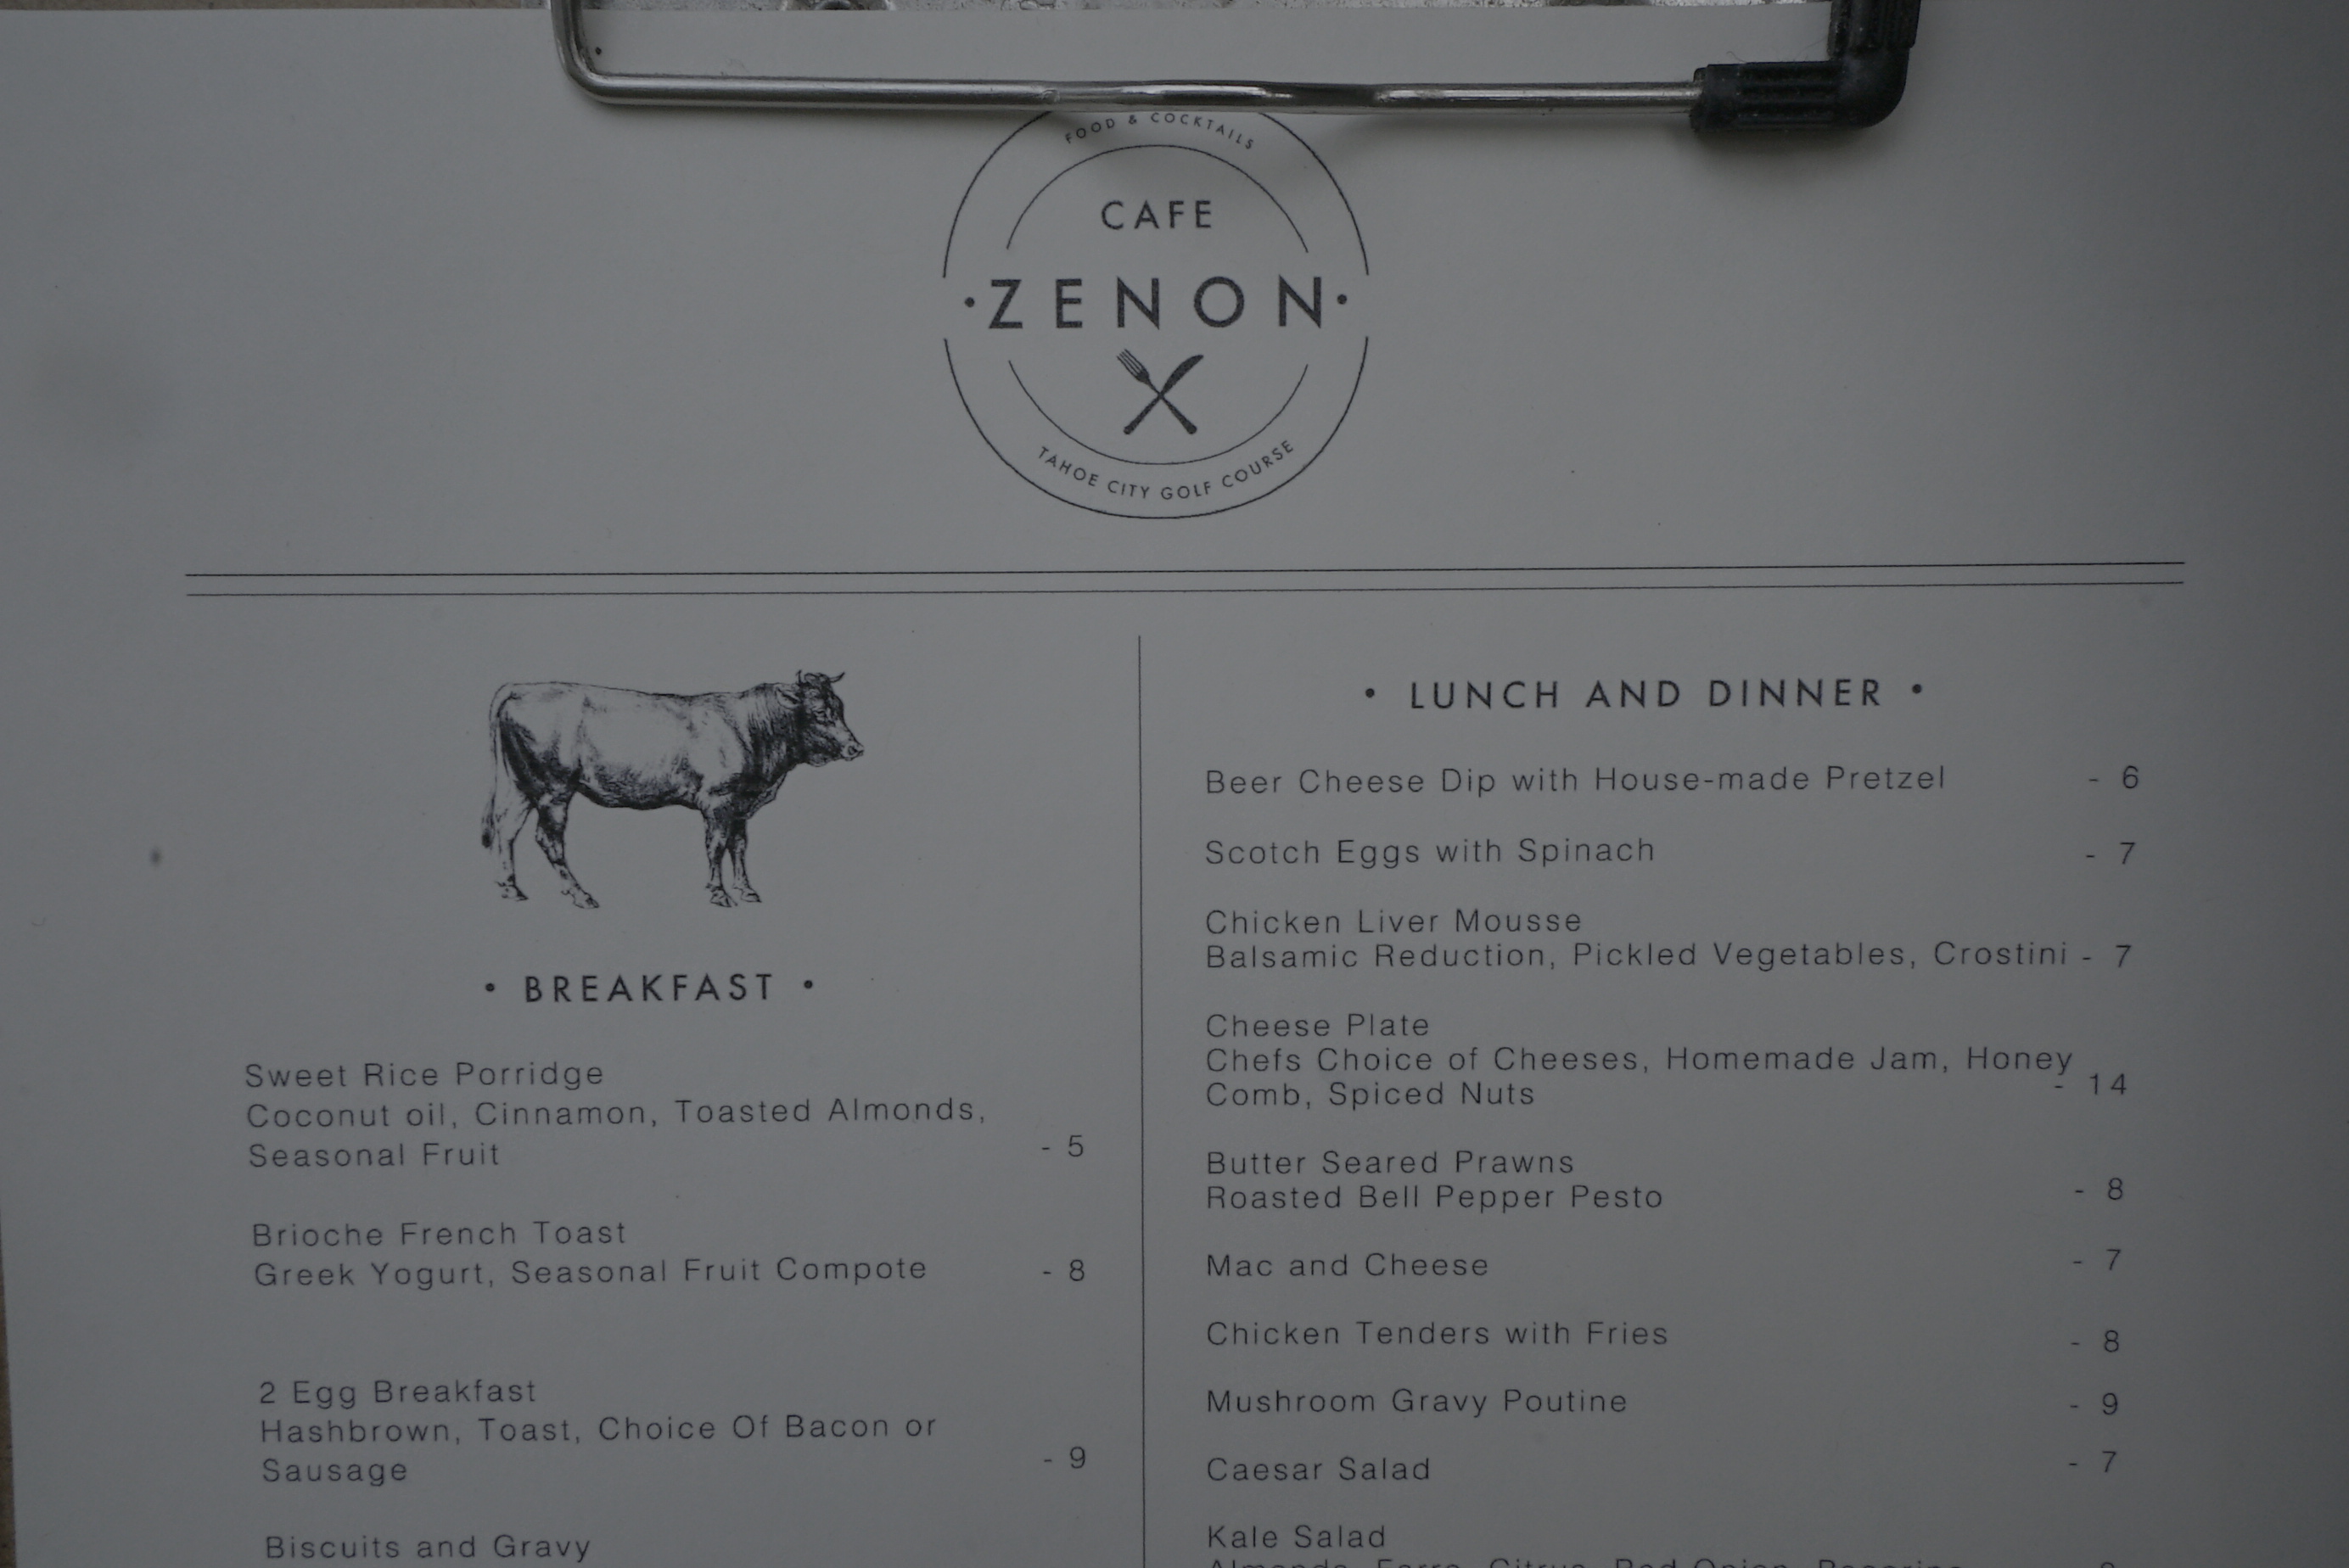 FOOD & COCKTAILS
CAFE
·ZENON·
TAHOE CITY GOLF COURSE
• BREAKFAST •
Sweet Rice Porridge
Coconut oil, Cinnamon, Toasted Almonds,
Seasonal Fruit - 5
Brioche French Toast
Greek Yogurt, Seasonal Fruit Compote - 8
2 Egg Breakfast
Hashbrown, Toast, Choice Of Bacon or
Sausage - 9
Biscuits and Gravy
• LUNCH AND DINNER •
Beer Cheese Dip with House-made Pretzel - 6
Scotch Eggs with Spinach - 7
Chicken Liver Mousse
Balsamic Reduction, Pickled Vegetables, Crostini - 7
Cheese Plate
Chefs Choice of Cheeses, Homemade Jam, Honey
Comb, Spiced Nuts - 14
Butter Seared Prawns
Roasted Bell Pepper Pesto - 8
Mac and Cheese - 7
Chicken Tenders with Fries - 8
Mushroom Gravy Poutine - 9
Caesar Salad - 7
Kale Salad